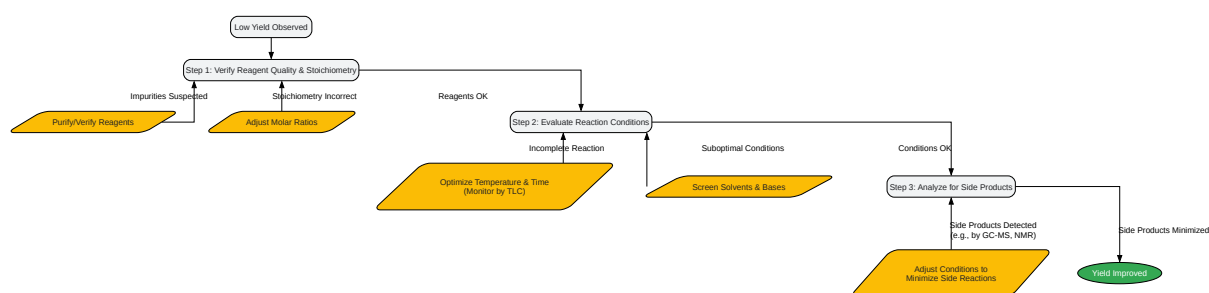 Low Yield Observed
Step 1: Verify Reagent Quality & Stoichiometry
Impurities Suspected
Stoichiometry Incorrect
Reagents OK
Purify/Verify Reagents
Adjust Molar Ratios
Step 2: Evaluate Reaction Conditions
Incomplete Reaction
Suboptimal Conditions
Conditions OK
Optimize Temperature & Time
(Monitor by TLC)
Screen Solvents & Bases
Step 3: Analyze for Side Products
Side Products Detected
(e.g., by GC-MS, NMR)
Side Products Minimized
Adjust Conditions to
Minimize Side Reactions
Yield Improved